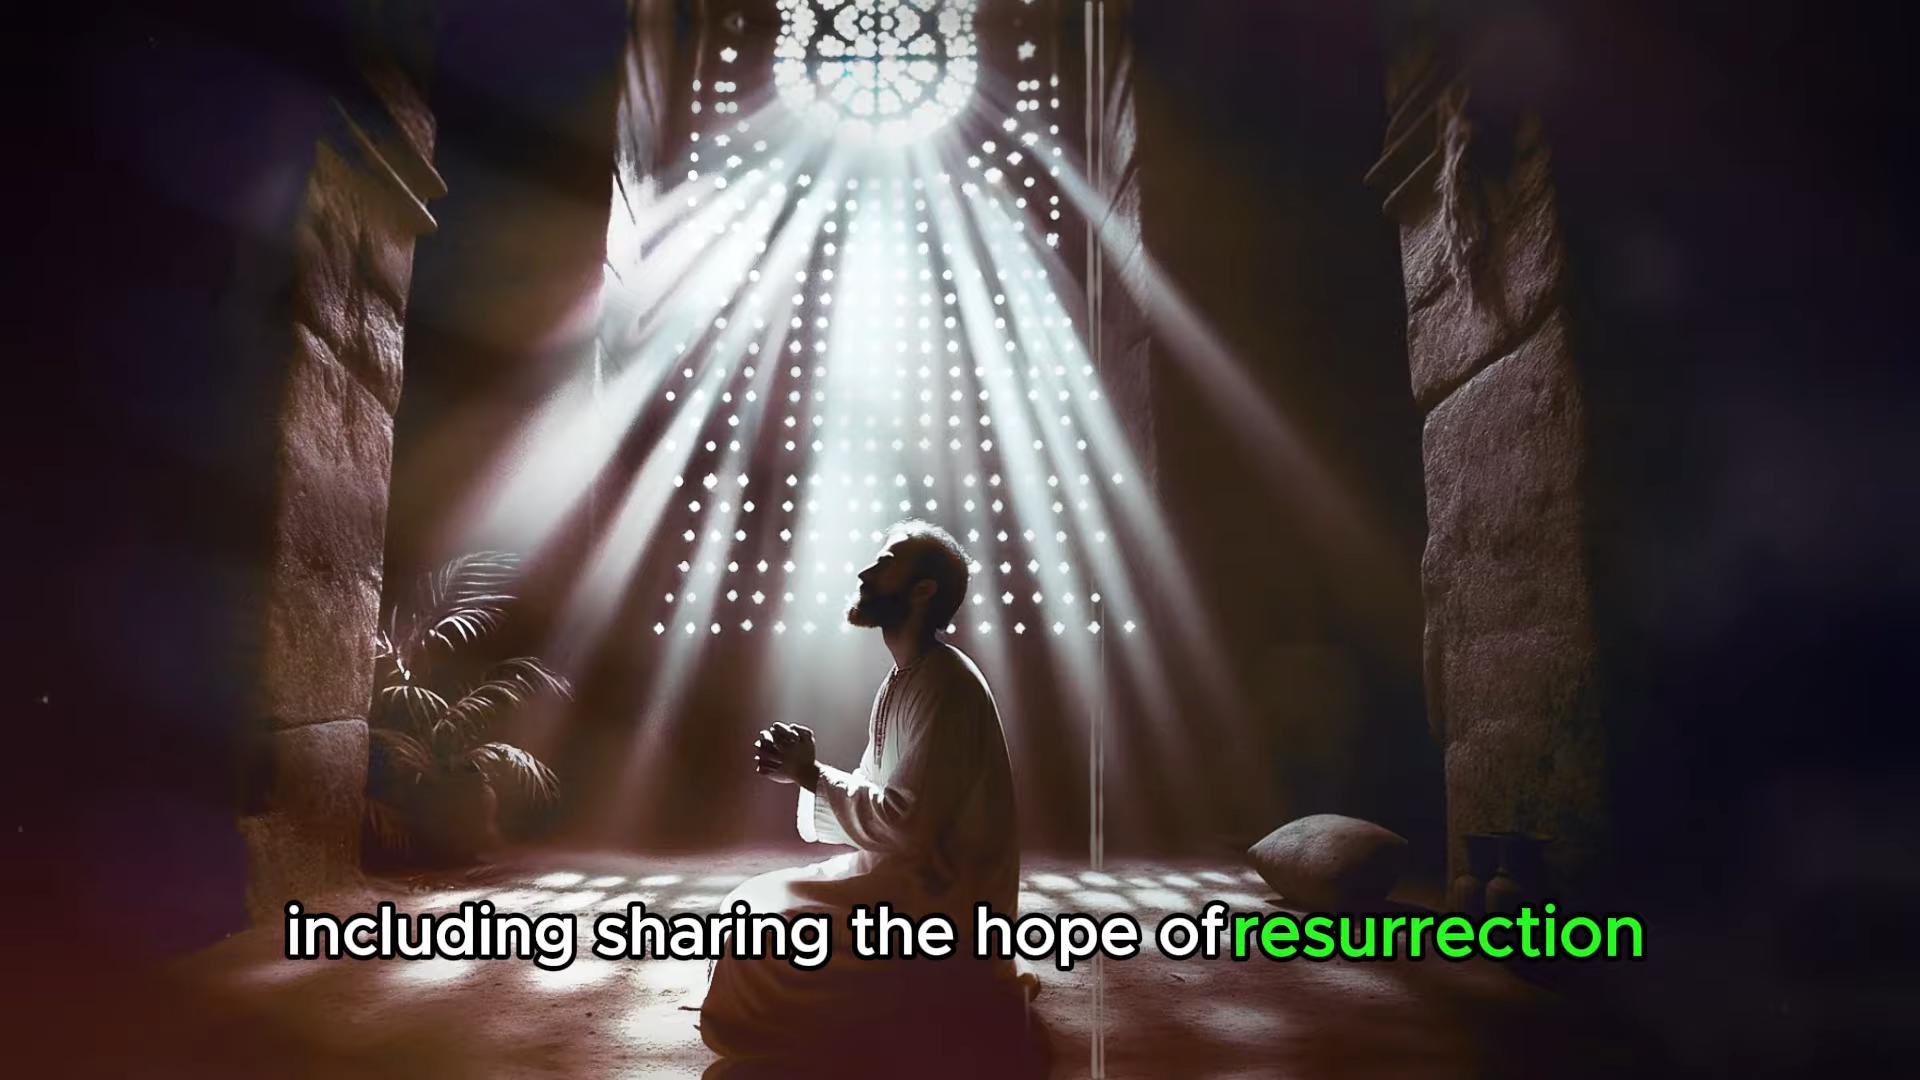 including sharing the hope of resurrection